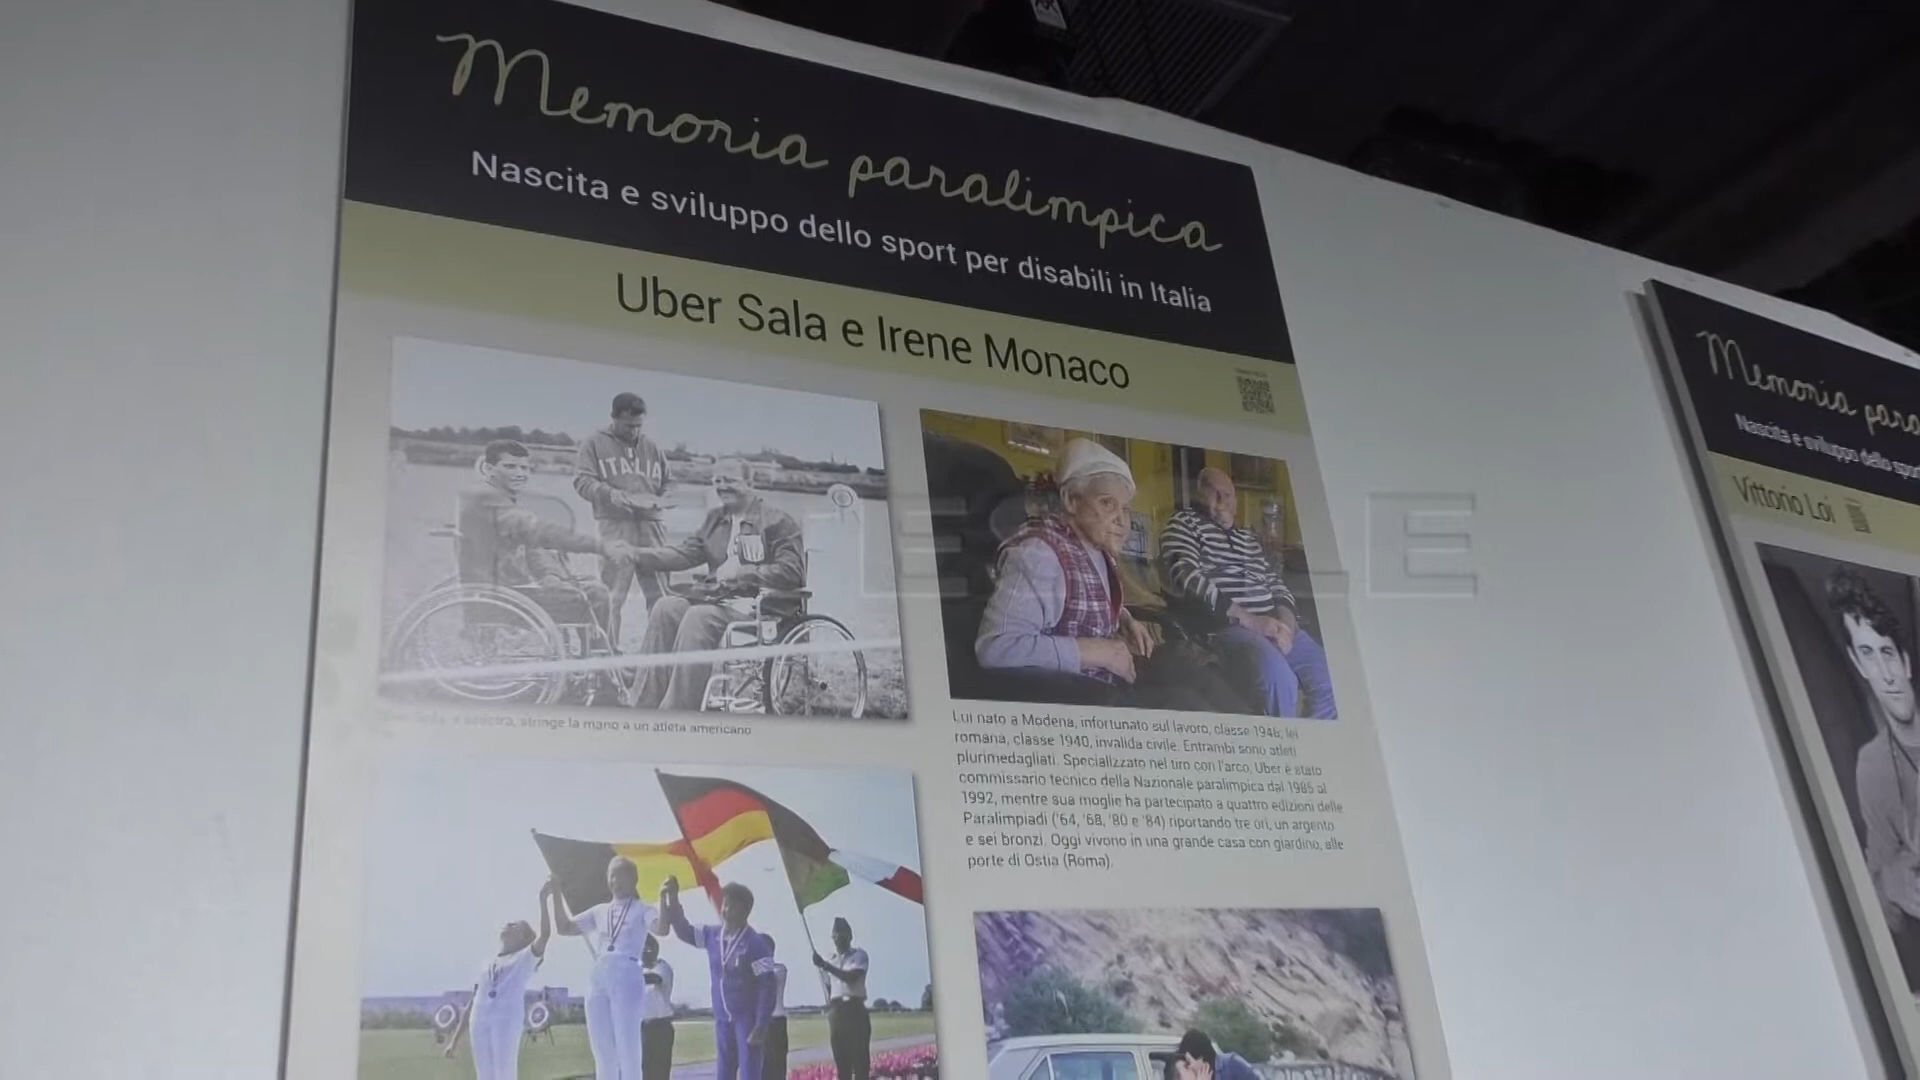 Memoria paralimpica
Nascita e sviluppo dello sport per disabili in Italia
Uber Sala e Irene Monaco
ITALIA
stringe la mano a un atleta americano
Lui nato a Modena, infortunato sul lavoro, classe 1946, lei
romana, classe 1940, invalida civile. Entrambi sono atleti
plurimedagliati. Specializzato nel tiro con l'arco, Uber è stato
commissario tecnico della Nazionale paralimpica dal 1985 al
1992, mentre sua moglie ha partecipato a quattro edizioni delle
Paralimpiadi ('64, '68, '80 e '84) riportando tre ori, un argento
e sei bronzi. Oggi vivono in una grande casa con giardino, alle
porte di Ostia (Roma).
Memoria para
Nascita e sviluppo dello spor
Vittorio Loi